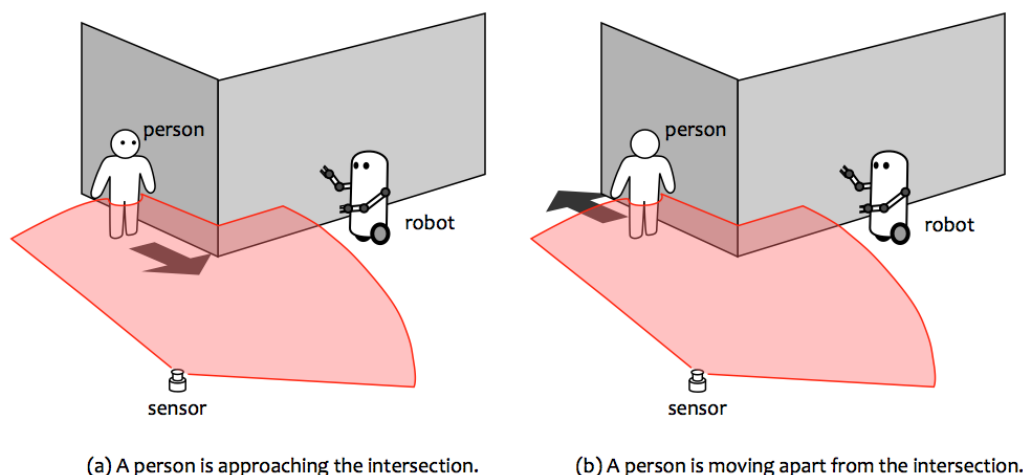 person
robot
sensor
(a) A person is approaching the intersection.
person
robot
sensor
(b) A person is moving apart from the intersection.